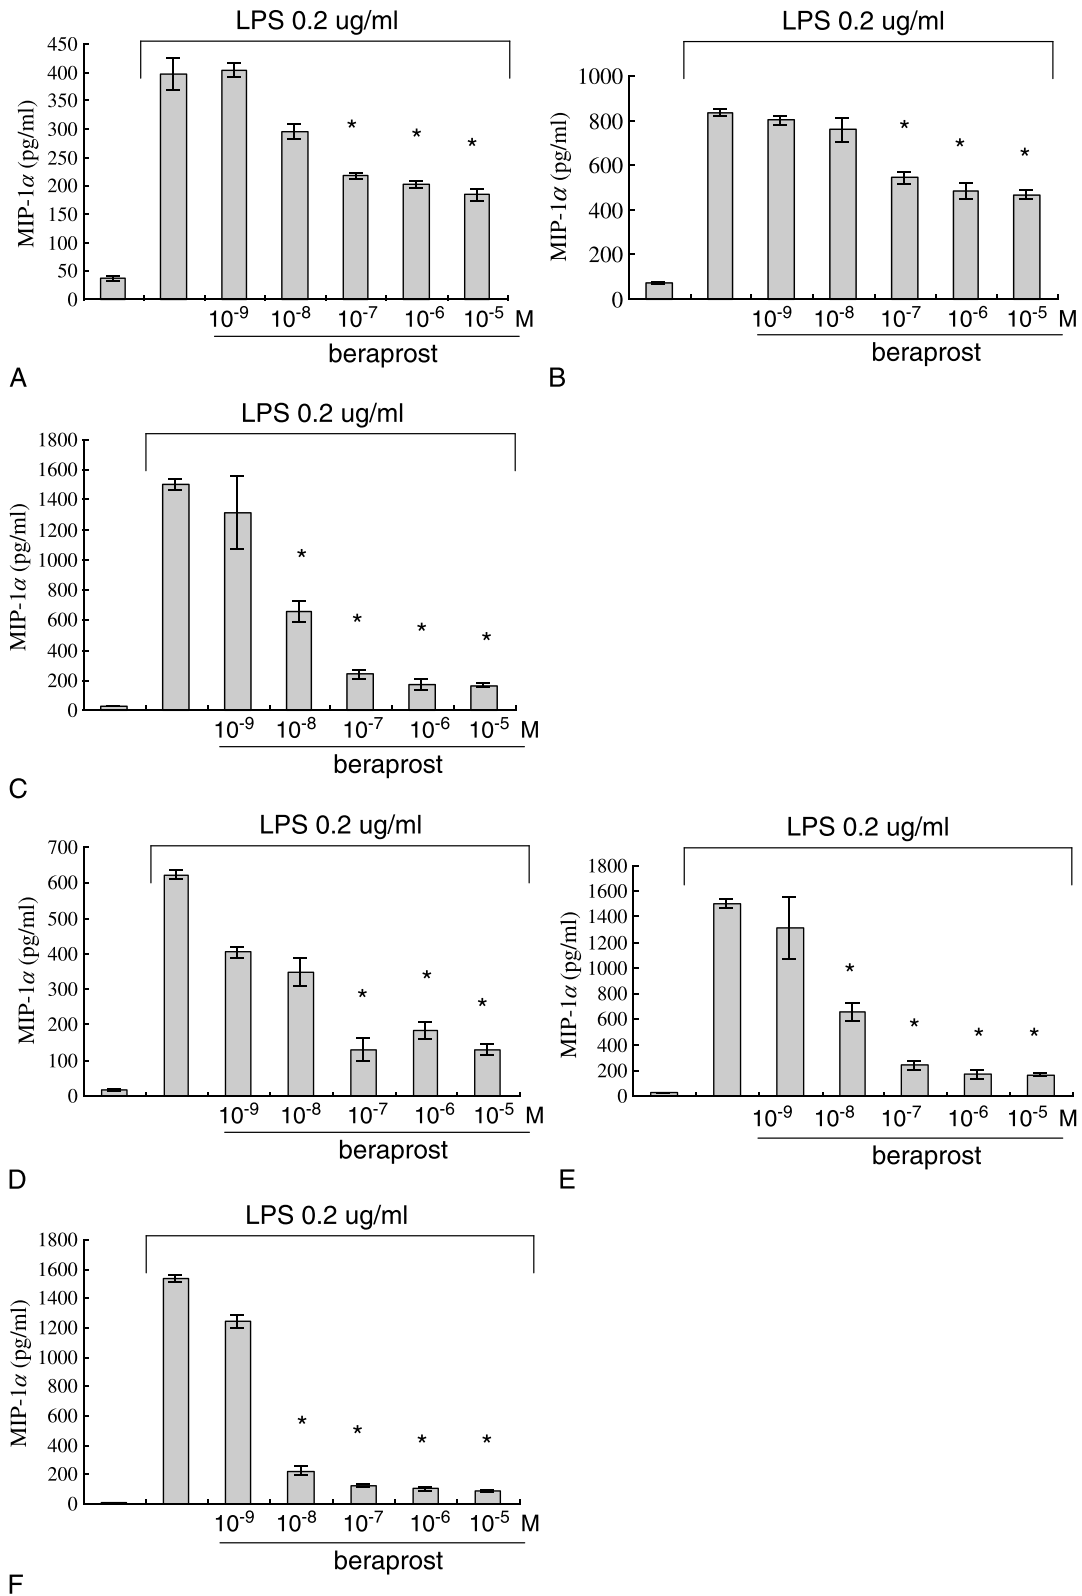 LPS 0.2 ug/ml
MIP-1α (pg/ml)
450
400
350
300
250
200
150
100
50
0
* * *
10-9 10-8 10-7 10-6 10-5 M
beraprost
A
LPS 0.2 ug/ml
MIP-1α (pg/ml)
1000
800
600
400
200
0
* * *
10-9 10-8 10-7 10-6 10-5 M
beraprost
B
LPS 0.2 ug/ml
MIP-1α (pg/ml)
1800
1600
1400
1200
1000
800
600
400
200
0
* * * *
10-9 10-8 10-7 10-6 10-5 M
beraprost
C
LPS 0.2 ug/ml
MIP-1α (pg/ml)
700
600
500
400
300
200
100
0
* * *
10-9 10-8 10-7 10-6 10-5 M
beraprost
D
LPS 0.2 ug/ml
MIP-1α (pg/ml)
1800
1600
1400
1200
1000
800
600
400
200
0
* * * *
10-9 10-8 10-7 10-6 10-5 M
beraprost
E
LPS 0.2 ug/ml
MIP-1α (pg/ml)
1800
1600
1400
1200
1000
800
600
400
200
0
* * * *
10-9 10-8 10-7 10-6 10-5 M
beraprost
F